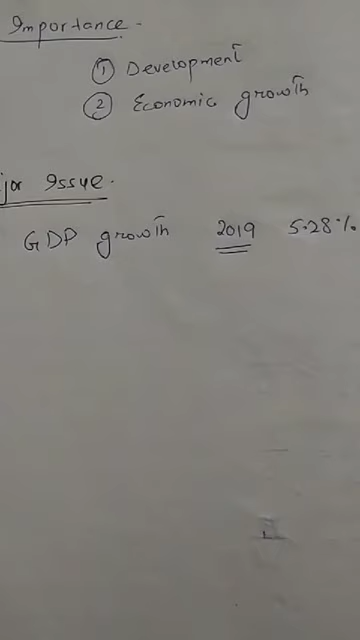 Importance.
① Development
② Economic growth
jor Issue.
GDP growth 2019 5.28%